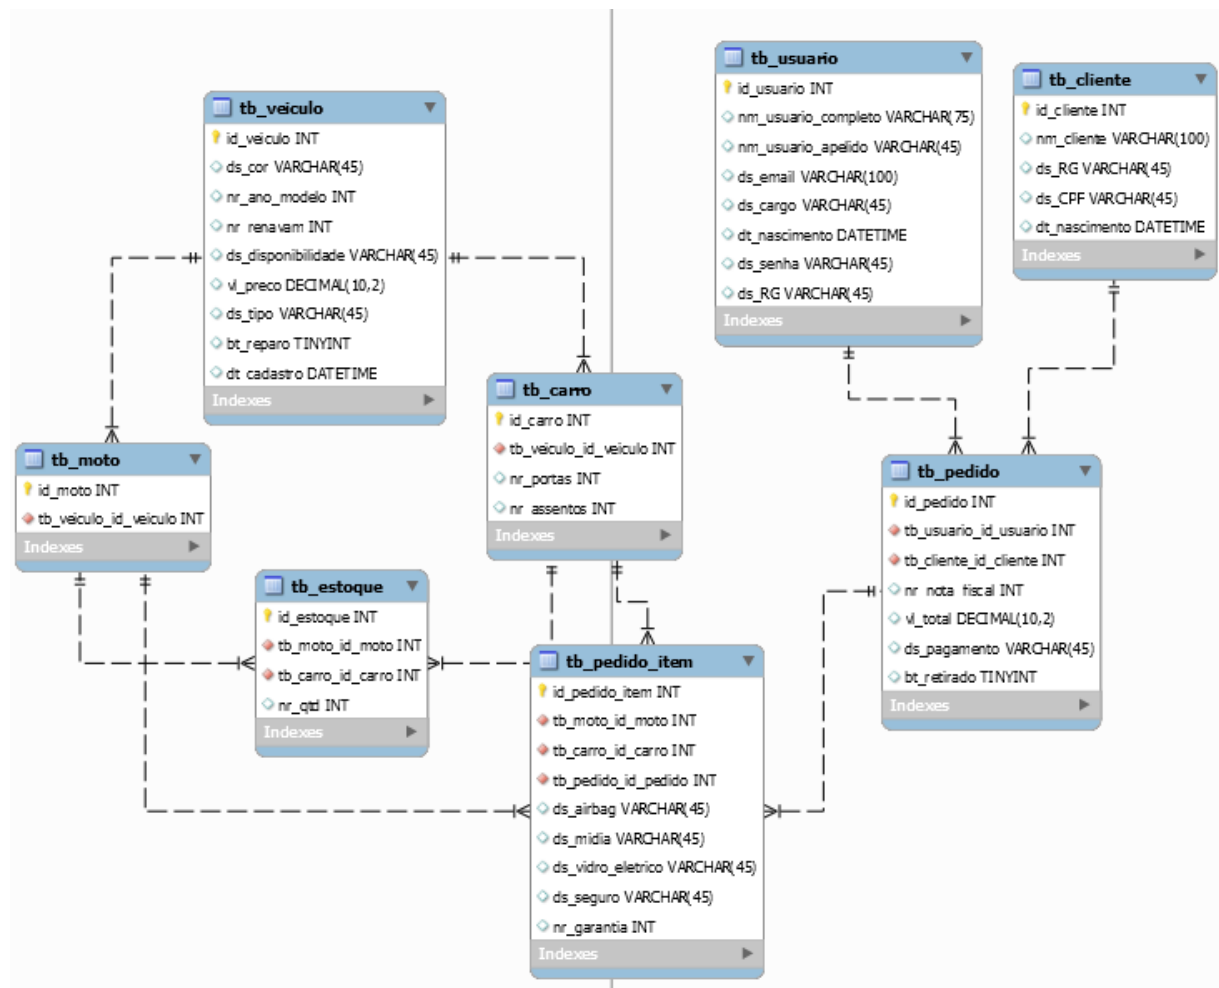 tb_veiculo
id_veiculo INT
ds_cor VARCHAR(45)
nr_ano_modelo INT
nr_renavam INT
ds_disponibilidade VARCHAR(45)
vl_preco DECIMAL(10,2)
ds_tipo VARCHAR(45)
bt_reparo TINYINT
dt_cadastro DATETIME
Indexes
tb_usuario
id_usuario INT
nm_usuario_completo VARCHAR(75)
nm_usuario_apelido VARCHAR(45)
ds_email VARCHAR(100)
ds_cargo VARCHAR(45)
dt_nascimento DATETIME
ds_senha VARCHAR(45)
ds_RG VARCHAR(45)
Indexes
tb_cliente
id_cliente INT
nm_cliente VARCHAR(100)
ds_RG VARCHAR(45)
ds_CPF VARCHAR(45)
dt_nascimento DATETIME
Indexes
tb_moto
id_moto INT
tb_veiculo_id_veiculo INT
Indexes
tb_carro
id_carro INT
tb_veiculo_id_veiculo INT
nr_portas INT
nr_assentos INT
Indexes
tb_pedido
id_pedido INT
tb_usuario_id_usuario INT
tb_cliente_id_cliente INT
nr_nota_fiscal INT
vl_total DECIMAL(10,2)
ds_pagamento VARCHAR(45)
bt_retirado TINYINT
Indexes
tb_estoque
id_estoque INT
tb_moto_id_moto INT
tb_carro_id_carro INT
nr_qtd INT
Indexes
tb_pedido_item
id_pedido_item INT
tb_moto_id_moto INT
tb_carro_id_carro INT
tb_pedido_id_pedido INT
ds_airbag VARCHAR(45)
ds_midia VARCHAR(45)
ds_vidro_eletrico VARCHAR(45)
ds_seguro VARCHAR(45)
nr_garantia INT
Indexes